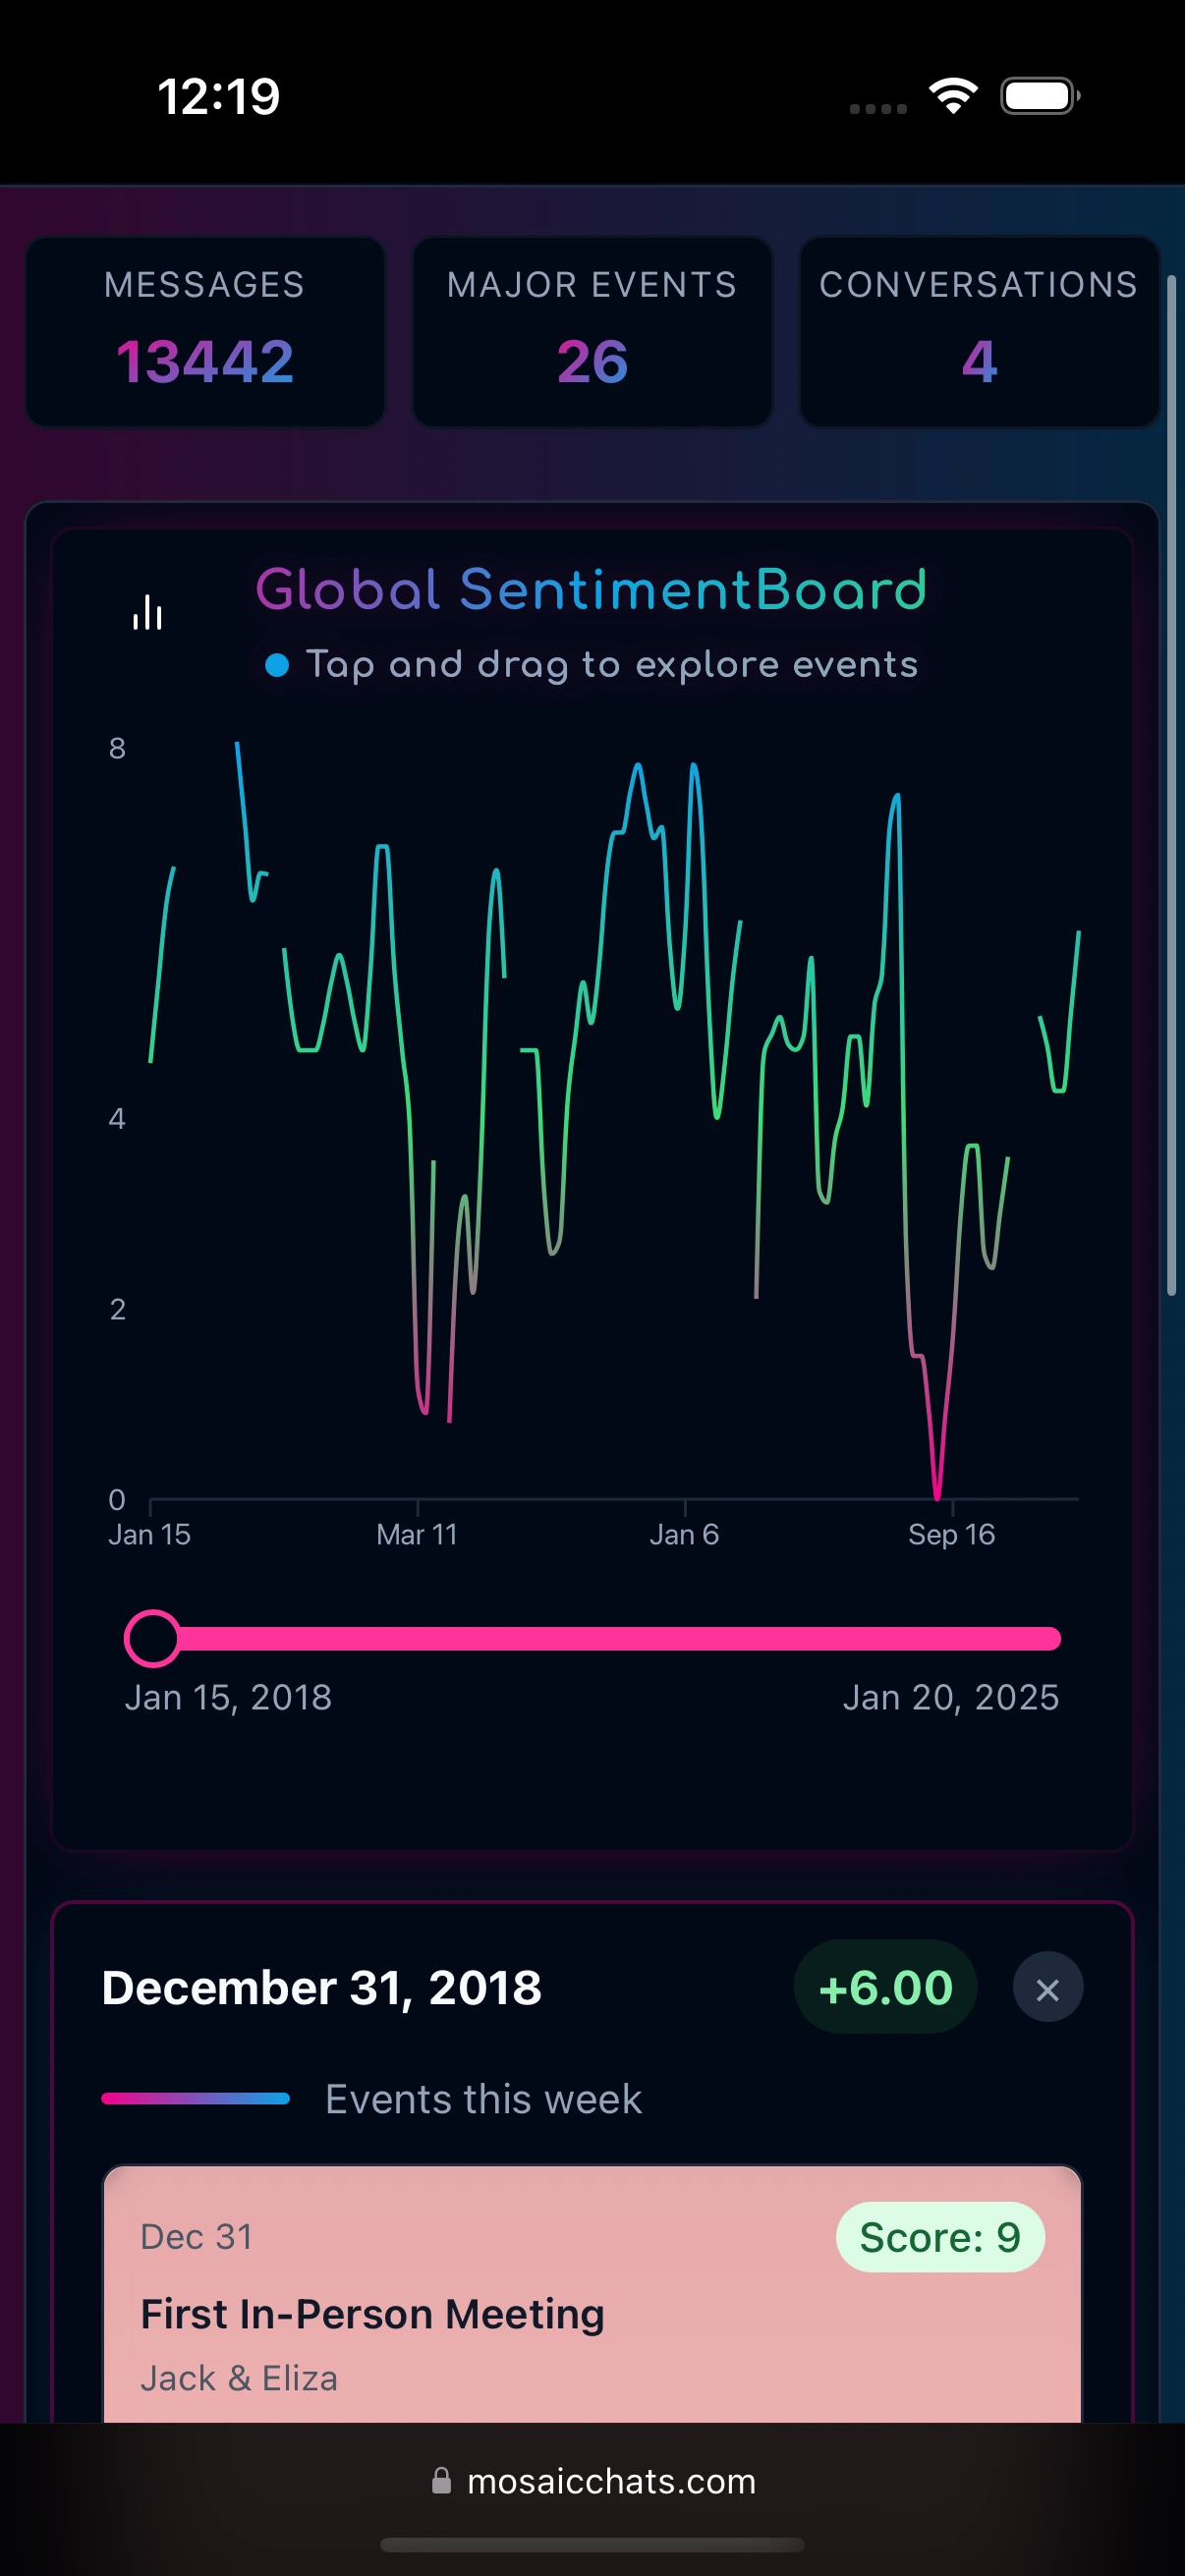 12:19
MESSAGES
13442
MAJOR EVENTS
26
CONVERSATIONS
4
Global SentimentBoard
Tap and drag to explore events
8
4
2
0
Jan 15 Mar 11 Jan 6 Sep 16
Jan 15, 2018 Jan 20, 2025
December 31, 2018 +6.00 ×
Events this week
Dec 31 Score: 9
First In-Person Meeting
Jack & Eliza
mosaicchats.com